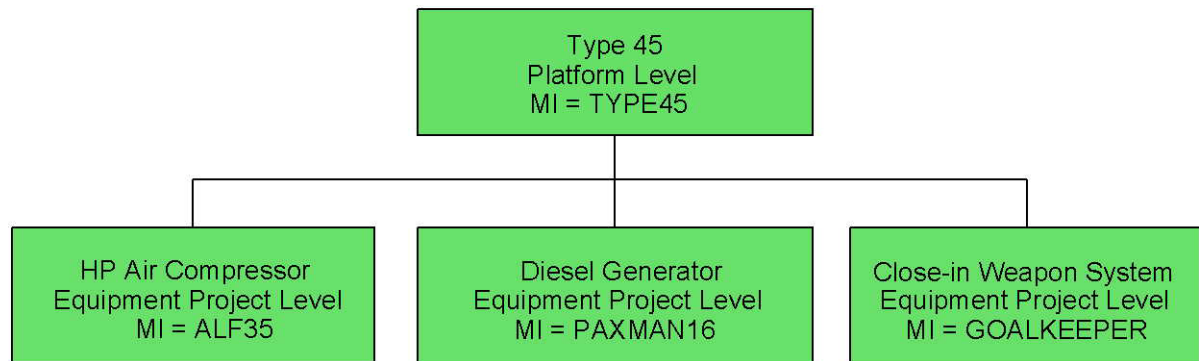 Type 45
Platform Level
MI = TYPE45
HP Air Compressor
Equipment Project Level
MI = ALF35
Diesel Generator
Equipment Project Level
MI = PAXMAN16
Close-in Weapon System
Equipment Project Level
MI = GOALKEEPER